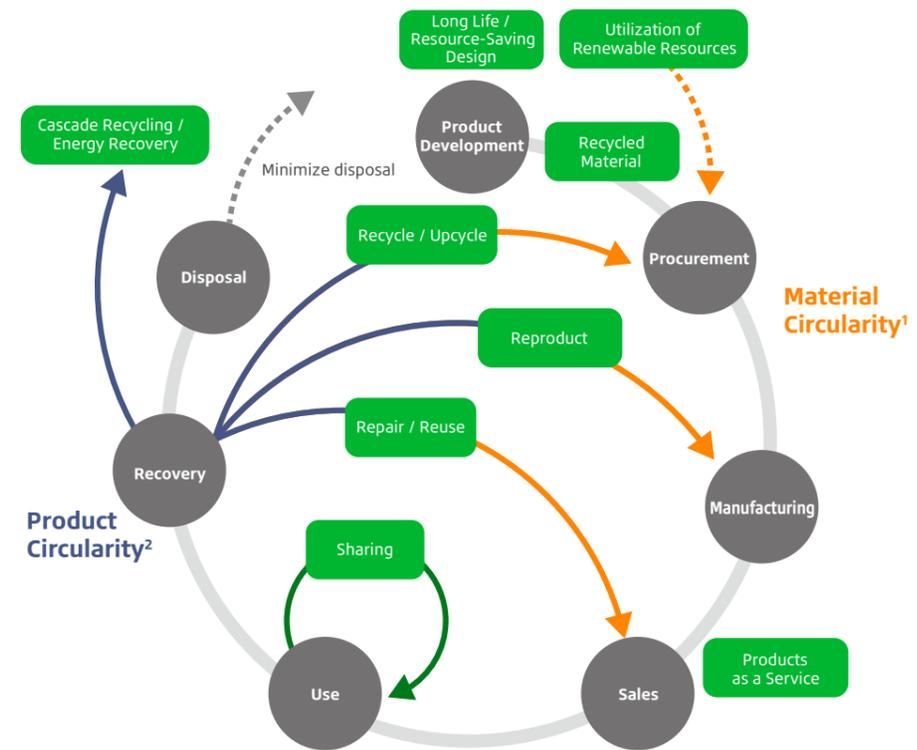 Long Life /
Resource-Saving
Design
Utilization of
Renewable Resources
Cascade Recycling /
Energy Recovery
Product
Development
Recycled
Material
Minimize disposal
Recycle / Upcycle
Procurement
Disposal
Material
Circularity¹
Reproduct
Repair / Reuse
Recovery
Manufacturing
Product
Circularity²
Sharing
Products
as a Service
Use
Sales